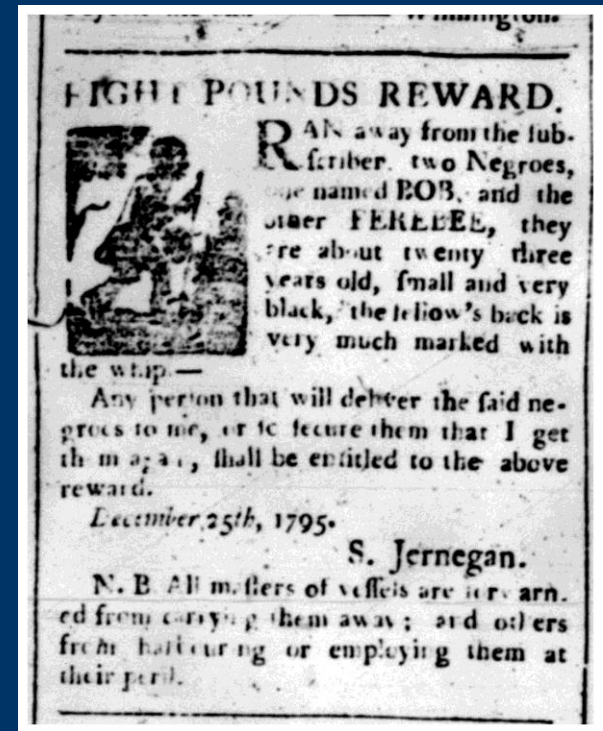 Wilmington.
EIGHT POUNDS REWARD.
RAN away from the ſub-
ſcriber, two Negroes,
one named BOB, and the
other FEREBEE, they
are about twenty three
years old, ſmall and very
black, the fellow's back is
very much marked with
the whip.—
Any perſon that will deliver the ſaid ne-
groes to me, or ſo ſecure them that I get
them again, ſhall be entitled to the above
reward.
December 25th, 1795.
S. Jernegan.
N. B. All maſters of veſſels are forewarn-
ed from carrying them away; and others
from harbouring or employing them at
their peril.